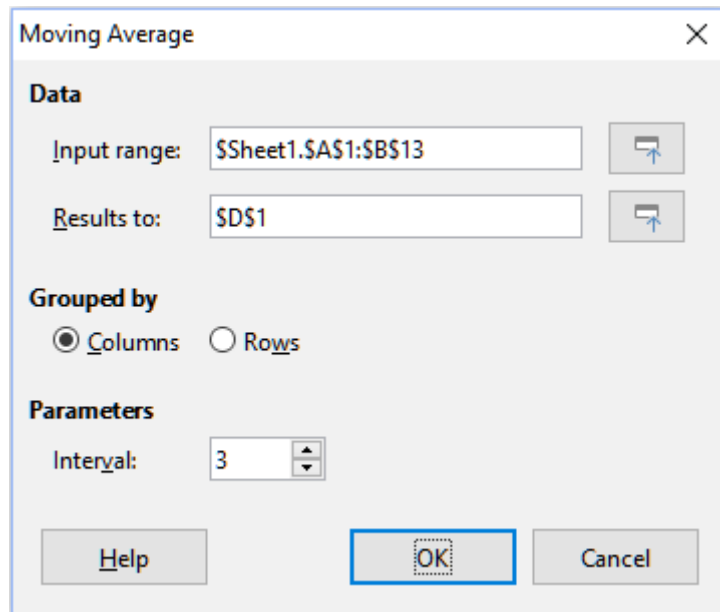 Moving Average
Data
Input range: $Sheet1.$A$1:$B$13
Results to: $D$1
Grouped by
Columns Rows
Parameters
Interval: 3
Help OK Cancel